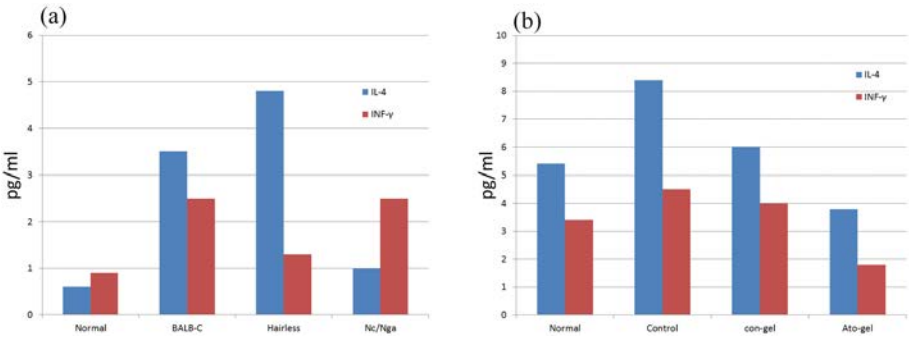 (a)
6
5
4
3
2
1
0
pg/ml
IL-4
INF-γ
Normal BALB-C Hairless Nc/Nga
(b)
10
9
8
7
6
5
4
3
2
1
0
pg/ml
IL-4
INF-γ
Normal Control con-gel Ato-gel